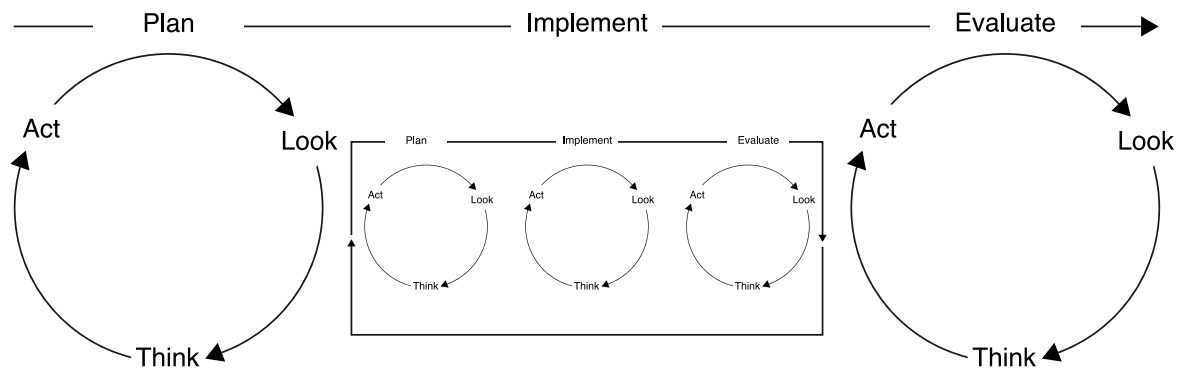 Plan Implement Evaluate
Act
Look
Think
Plan Implement Evaluate
Act Look Act Look Act Look
Think Think Think
Act
Look
Think